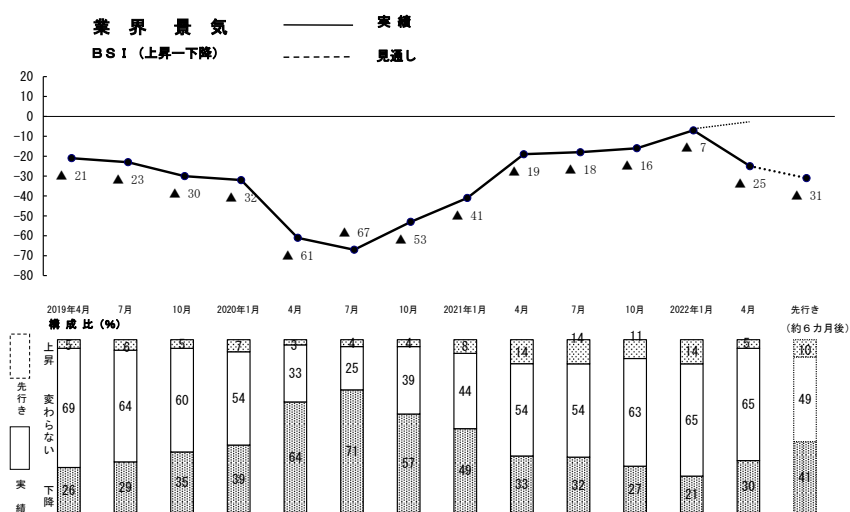 業 界 景 気
ＢＳＩ（上昇ー下降）
実 績
見通し
20
10
0
-10
-20
-30
-40
-50
-60
-70
-80
▲ 21
▲ 23
▲ 30
▲ 32
▲ 61
▲ 67
▲ 53
▲ 41
▲ 19
▲ 18
▲ 16
▲ 7
▲ 25
▲ 31
2019年4月 7月 10月 2020年1月 4月 7月 10月 2021年1月 4月 7月 10月 2022年1月 4月 先行き
（約６カ月後）
構 成 比（%）
先行き
実 績
上昇
5 6 5 7 3 4 4 8 14 14 11 14 5 10
変わらない
69 64 60 54 33 25 39 44 54 54 63 65 65 49
下降
26 29 35 39 64 71 57 49 33 32 27 21 30 41